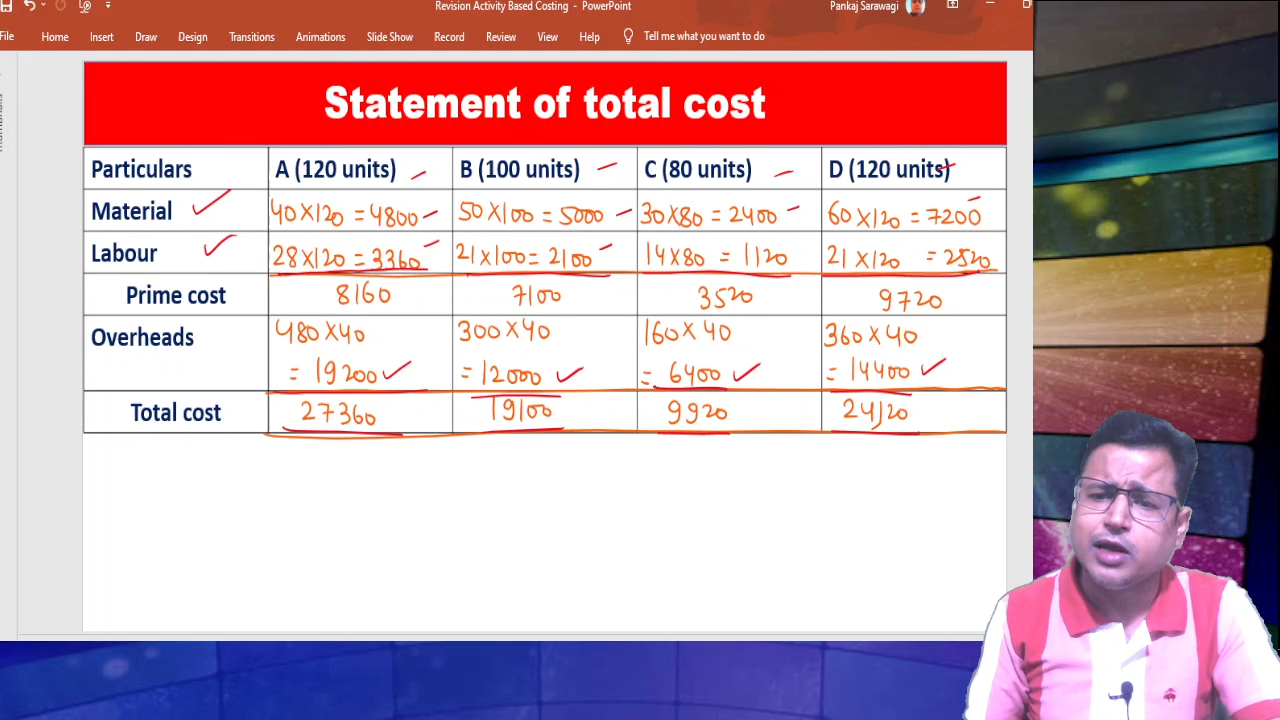 Revision Activity Based Costing - PowerPoint
Pankaj Sarawagi
File Home Insert Draw Design Transitions Animations Slide Show Record Review View Help Tell me what you want to do
Statement of total cost
Particulars A (120 units) B (100 units) C (80 units) D (120 units)
Material 40×120 = 4800 50×100 = 5000 30×80 = 2400 60×120 = 7200
Labour 28×120 = 3360 21×100 = 2100 14×80 = 1120 21×120 = 2520
Prime cost 8160 7100 3520 9720
Overheads 480×40 300×40 160×40 360×40
= 19200 = 12000 = 6400 = 14400
Total cost 27360 19100 9920 24120